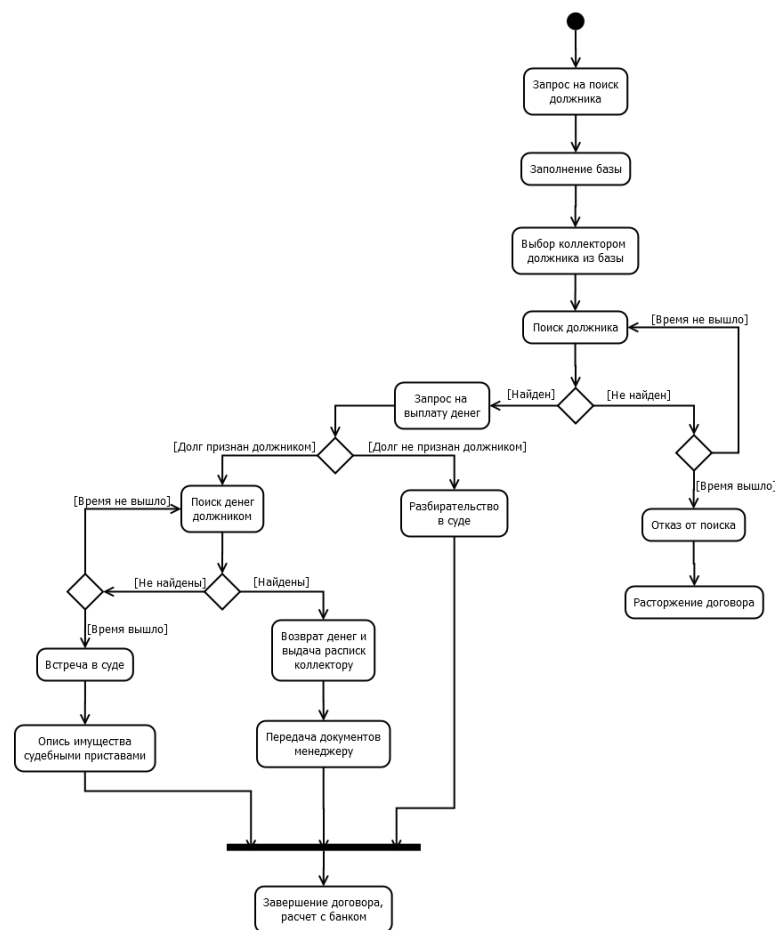 Запрос на поиск
должника
Заполнение базы
Выбор коллектором
должника из базы
Поиск должника
[Время не вышло]
[Найден]
[Не найден]
Запрос на
выплату денег
[Долг признан должником]
[Долг не признан должником]
[Время вышло]
Поиск денег
должником
Разбирательство
в суде
[Время не вышло]
Отказ от поиска
[Не найдены]
[Найдены]
Расторжение договора
[Время вышло]
Возврат денег и
выдача расписк
коллектору
Встреча в суде
Опись имущества
судебными приставами
Передача документов
менеджеру
Завершение договора,
расчет с банком